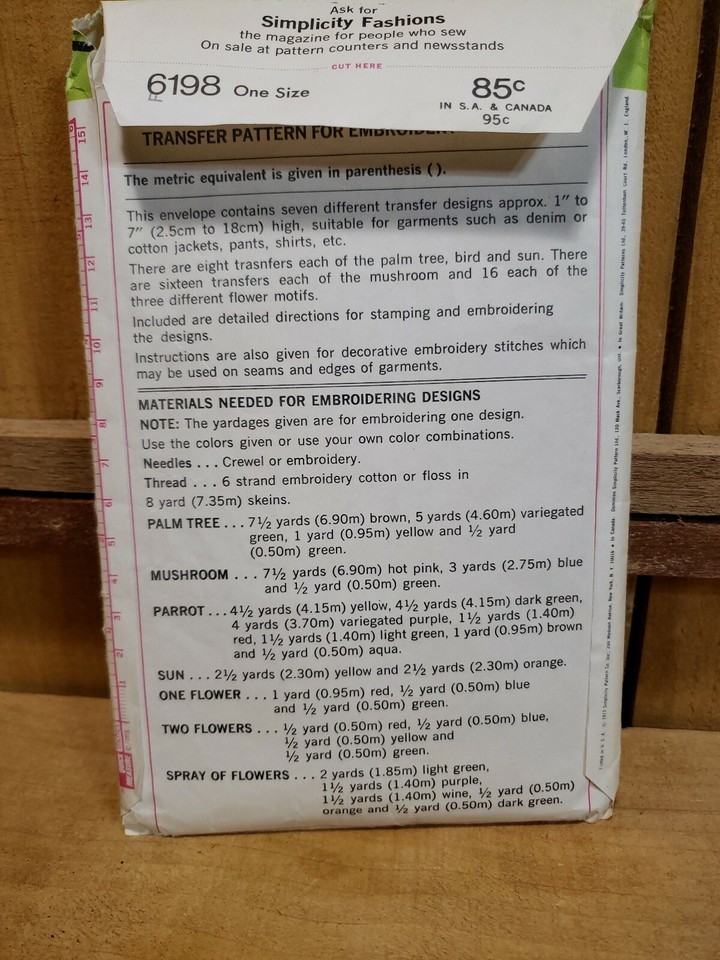 Ask for
Simplicity Fashions
the magazine for people who sew
On sale at pattern counters and newsstands
CUT HERE
6198 One Size
85c
IN S.A. & CANADA
95c
TRANSFER PATTERN FOR
The metric equivalent is given in parenthesis ( ).
This envelope contains seven different transfer designs approx. 1" to
7" (2.5cm to 18cm) high, suitable for garments such as denim or
cotton jackets, pants, shirts, etc.
There are eight trasnfers each of the palm tree, bird and sun. There
are sixteen transfers each of the mushroom and 16 each of the
three different flower motifs.
Included are detailed directions for stamping and embroidering
the designs.
Instructions are also given for decorative embroidery stitches which
may be used on seams and edges of garments.
MATERIALS NEEDED FOR EMBROIDERING DESIGNS
NOTE: The yardages given are for embroidering one design.
Use the colors given or use your own color combinations.
Needles . . . Crewel or embroidery.
Thread . . . 6 strand embroidery cotton or floss in
8 yard (7.35m) skeins.
PALM TREE . . . 7½ yards (6.90m) brown, 5 yards (4.60m) variegated
green, 1 yard (0.95m) yellow and ½ yard
(0.50m) green.
MUSHROOM . . . 7½ yards (6.90m) hot pink, 3 yards (2.75m) blue
and ½ yard (0.50m) green.
PARROT . . . 4½ yards (4.15m) yellow, 4½ yards (4.15m) dark green,
4 yards (3.70m) variegated purple, 1½ yards (1.40m)
red, 1½ yards (1.40m) light green, 1 yard (0.95m) brown
and ½ yard (0.50m) aqua.
SUN . . . 2½ yards (2.30m) yellow and 2½ yards (2.30m) orange.
ONE FLOWER . . . 1 yard (0.95m) red, ½ yard (0.50m) blue
and ½ yard (0.50m) green.
TWO FLOWERS . . . ½ yard (0.50m) red, ½ yard (0.50m) blue,
½ yard (0.50m) yellow and
½ yard (0.50m) green.
SPRAY OF FLOWERS . . . 2 yards (1.85m) light green,
1½ yards (1.40m) purple,
1½ yards (1.40m) wine, ½ yard (0.50m)
orange and ½ yard (0.50m) dark green.
15
14
13
12
11
10
9
8
7
6
5
4
3
2
1